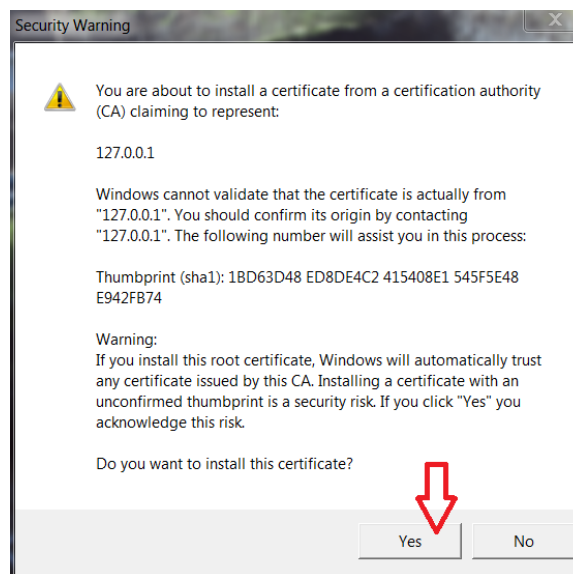 Security Warning
You are about to install a certificate from a certification authority
(CA) claiming to represent:
127.0.0.1
Windows cannot validate that the certificate is actually from
"127.0.0.1". You should confirm its origin by contacting
"127.0.0.1". The following number will assist you in this process:
Thumbprint (sha1): 1BD63D48 ED8DE4C2 415408E1 545F5E48
E942FB74
Warning:
If you install this root certificate, Windows will automatically trust
any certificate issued by this CA. Installing a certificate with an
unconfirmed thumbprint is a security risk. If you click "Yes" you
acknowledge this risk.
Do you want to install this certificate?
Yes No